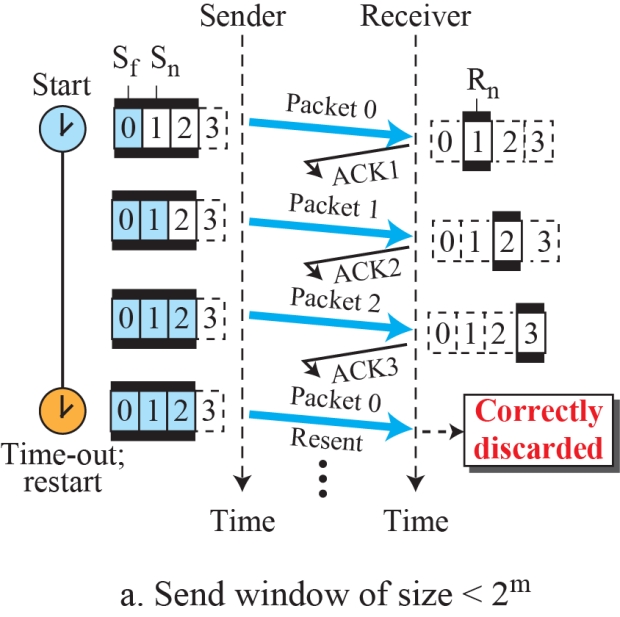 Sender Receiver
S_f S_n
Start
R_n
0 1 2 3
Packet 0
0 1 2 3
ACK1
0 1 2 3
Packet 1
0 1 2 3
ACK2
0 1 2 3
Packet 2
0 1 2 3
ACK3
0 1 2 3
Packet 0
Resent
Correctly
discarded
Time-out;
restart
Time Time
a. Send window of size < 2^m